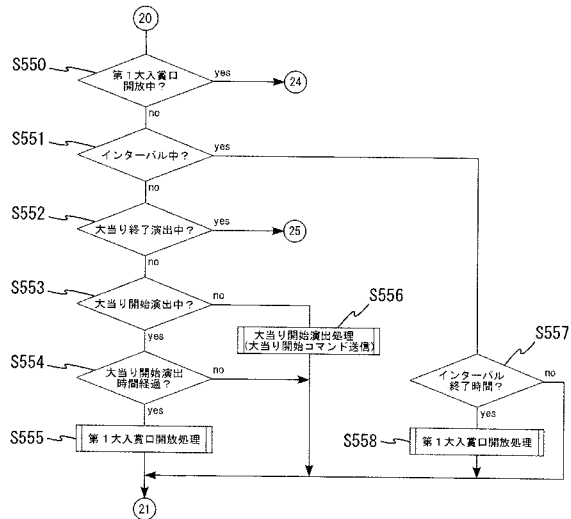 20
S550
第1大入賞口
開放中？
yes
24
no
S551
インターバル中？
yes
no
S552
大当り終了演出中？
yes
25
no
S553
大当り開始演出中？
no
yes
S556
大当り開始演出処理
(大当り開始コマンド送信)
S554
大当り開始演出
時間経過？
no
yes
S557
インターバル
終了時間？
no
yes
S555
第1大入賞口開放処理
S558
第1大入賞口開放処理
21